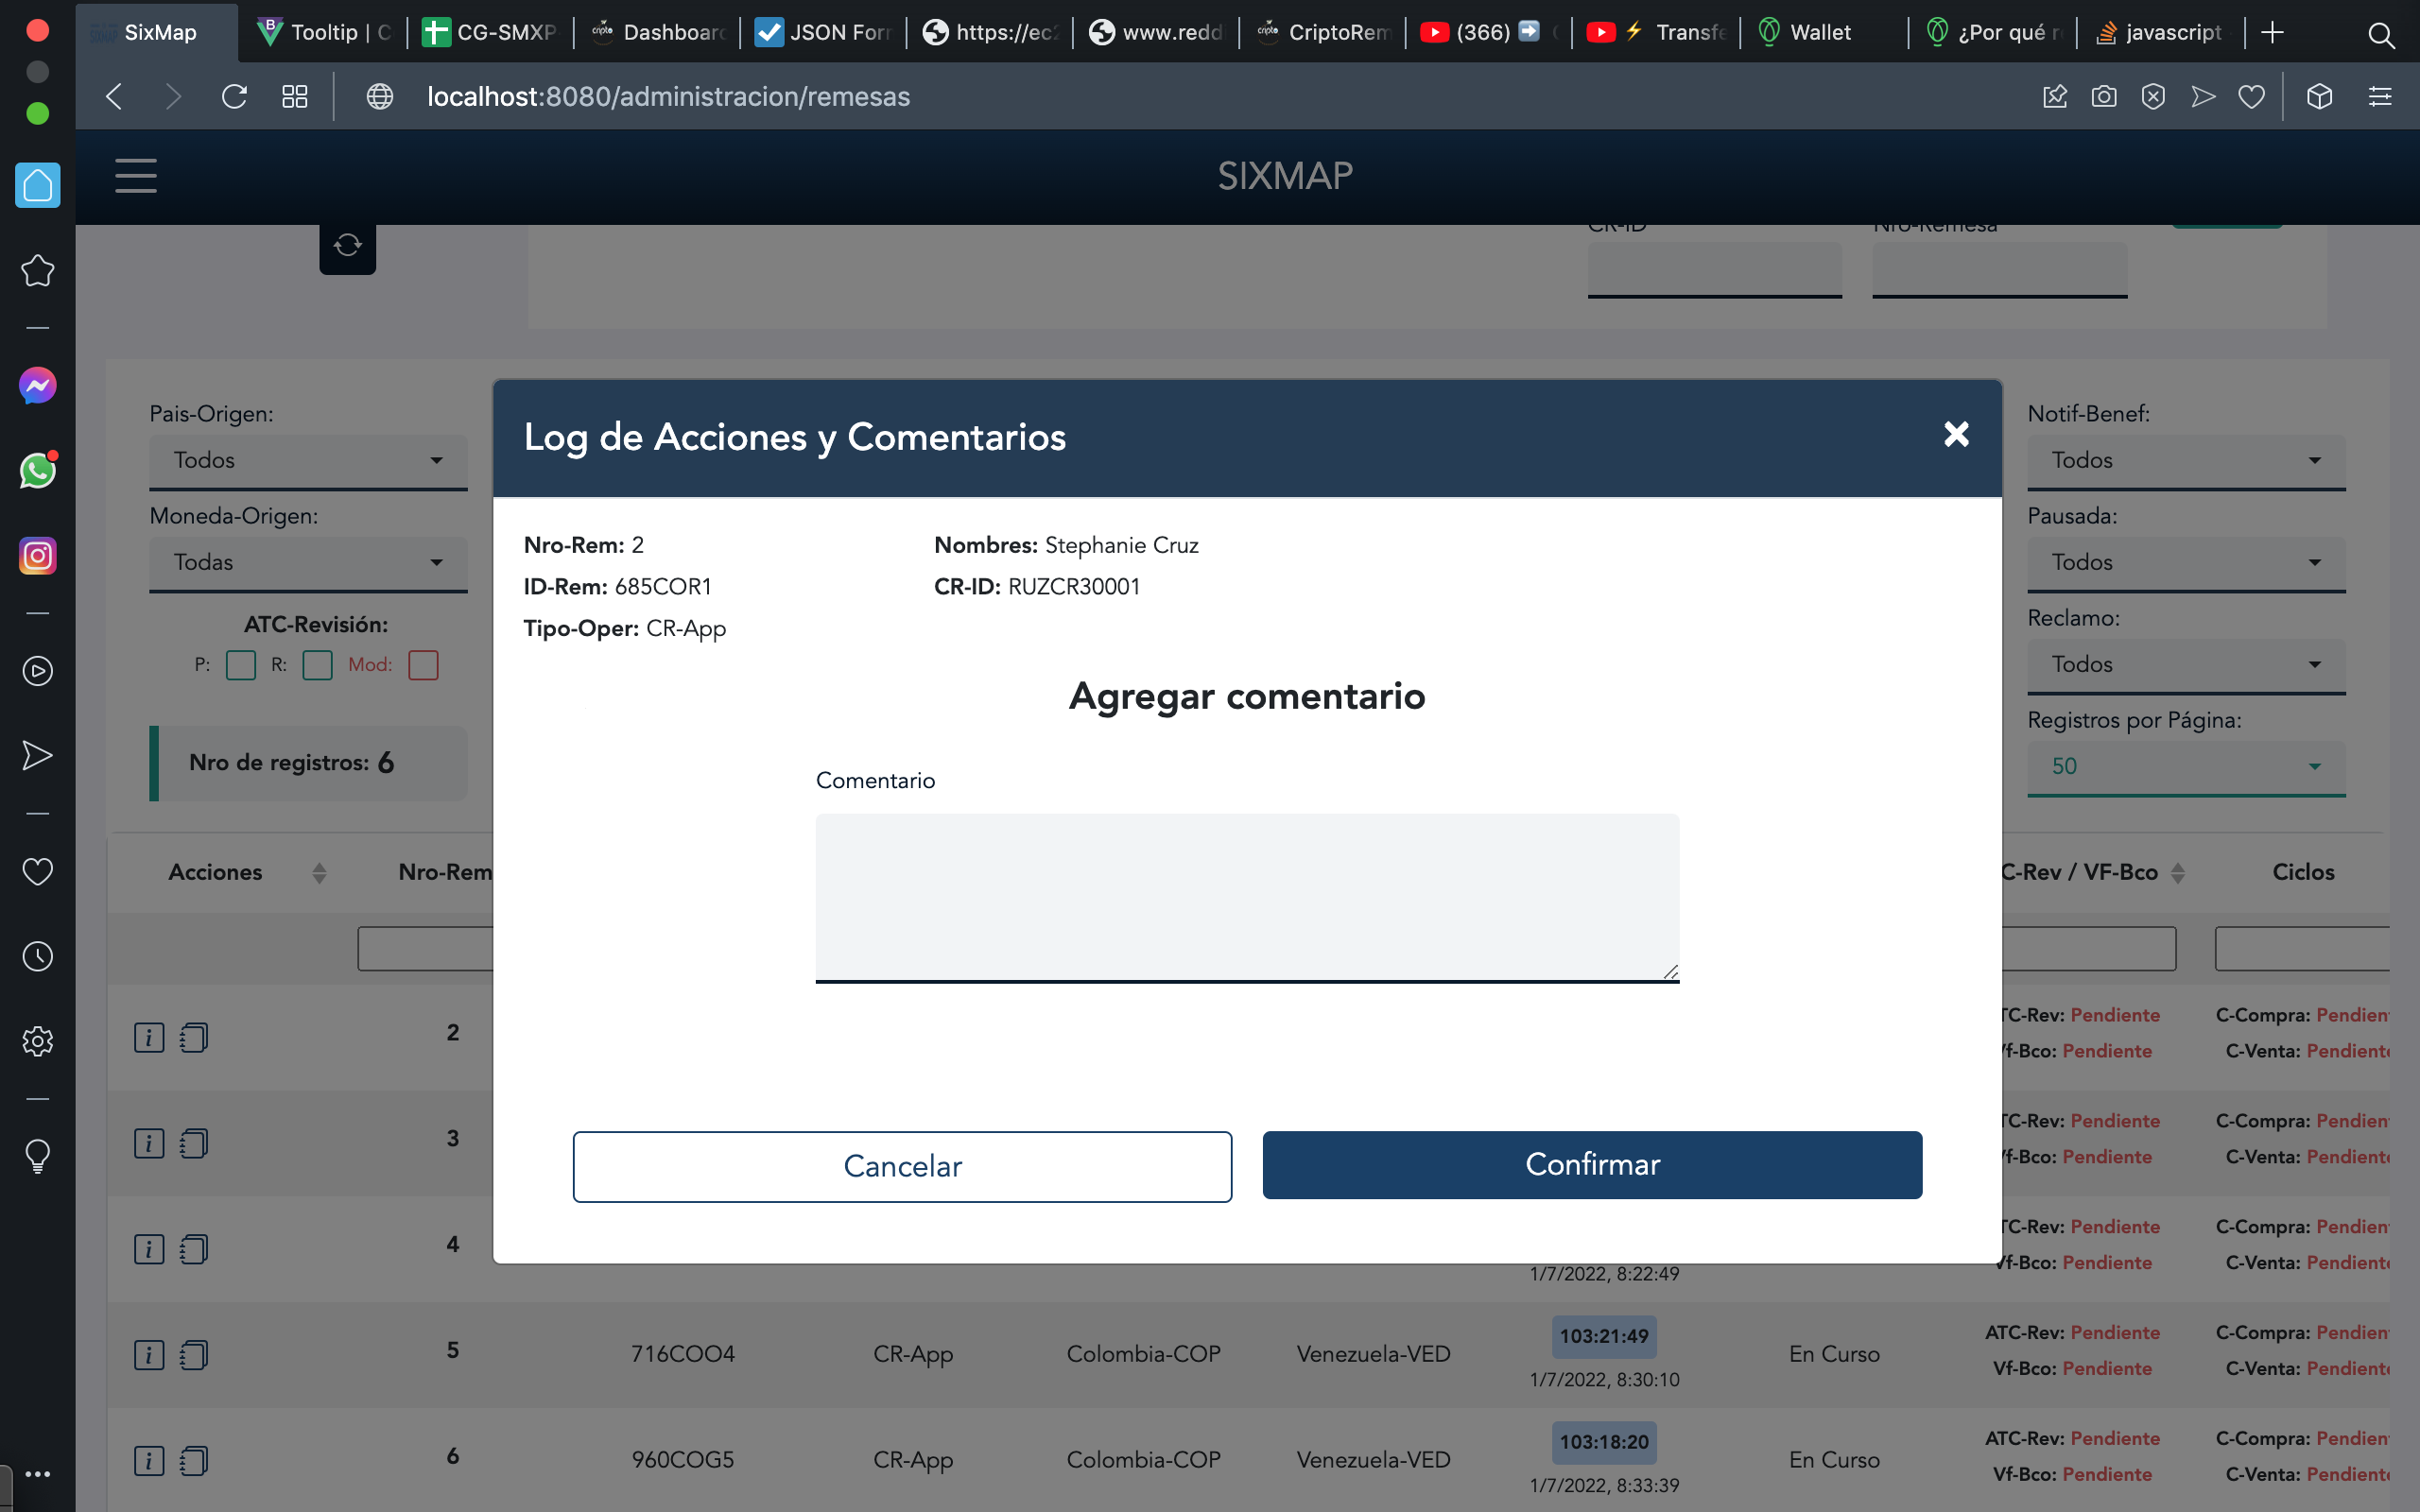 SixMap
Tooltip | C
CG-SMXP
Dashboard
JSON Form
https://ec2
www.reddi
CriptoRem
(366) ➡️
⚡ Transfe
Wallet
¿Por qué r
javascript
localhost:8080/administracion/remesas
SIXMAP
CR-ID Nro-Remesa
Pais-Origen:
Todos
Moneda-Origen:
Todas
ATC-Revisión:
P: R: Mod:
Nro de registros: 6
Log de Acciones y Comentarios
Nro-Rem: 2 Nombres: Stephanie Cruz
ID-Rem: 685COR1 CR-ID: RUZCR30001
Tipo-Oper: CR-App
Agregar comentario
Comentario
Cancelar Confirmar
Notif-Benef:
Todos
Pausada:
Todos
Reclamo:
Todos
Registros por Página:
50
Acciones Nro-Rem C-Rev / VF-Bco Ciclos
2 TC-Rev: Pendiente C-Compra: Pendien
Vf-Bco: Pendiente C-Venta: Pendiente
3 TC-Rev: Pendiente C-Compra: Pendien
Vf-Bco: Pendiente C-Venta: Pendiente
4 TC-Rev: Pendiente C-Compra: Pendien
1/7/2022, 8:22:49 Vf-Bco: Pendiente C-Venta: Pendiente
5 716COO4 CR-App Colombia-COP Venezuela-VED 103:21:49 En Curso ATC-Rev: Pendiente C-Compra: Pendien
1/7/2022, 8:30:10 Vf-Bco: Pendiente C-Venta: Pendiente
6 960COG5 CR-App Colombia-COP Venezuela-VED 103:18:20 En Curso ATC-Rev: Pendiente C-Compra: Pendien
1/7/2022, 8:33:39 Vf-Bco: Pendiente C-Venta: Pendiente